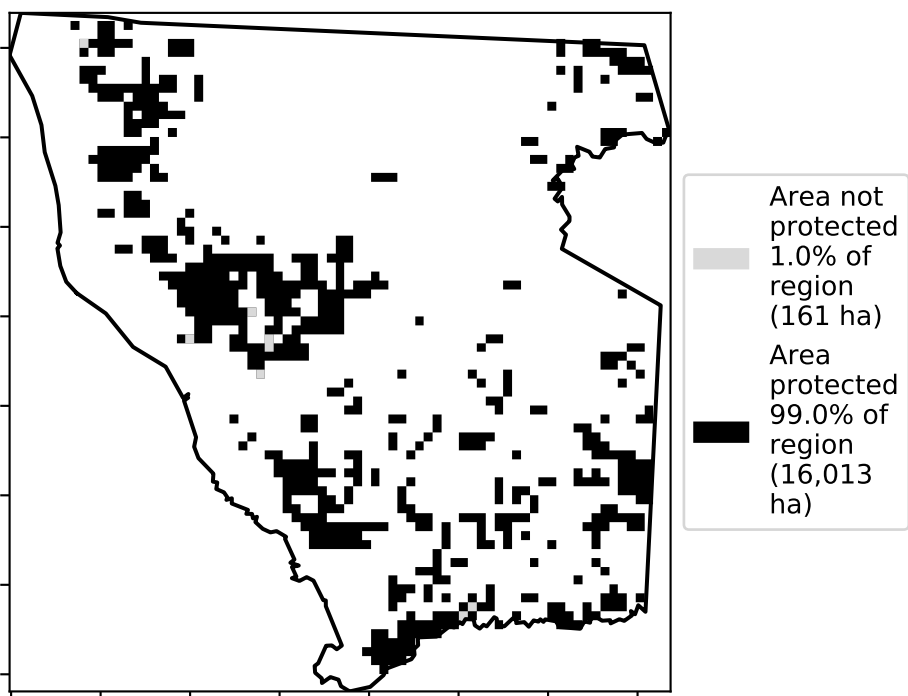 Area not
protected
1.0% of
region
(161 ha)
Area
protected
99.0% of
region
(16,013
ha)